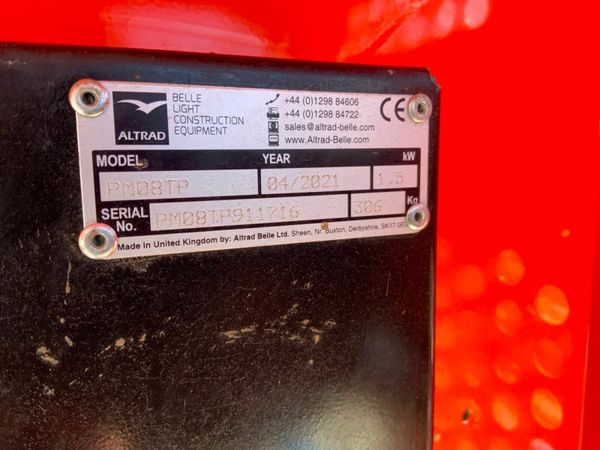 ALTRAD
BELLE
LIGHT
CONSTRUCTION
EQUIPMENT
+44 (0)1298 84606
+44 (0)1298 84722
sales@altrad-belle.com
www.Altrad-Belle.com
CE
MODEL YEAR kW
PM08TP 04/2021 1.5
SERIAL No. PM08TP911716 306 Kg
Made in United Kingdom by: Altrad Belle Ltd. Sheen, Nr. Buxton, Derbyshire, SK17 0EU